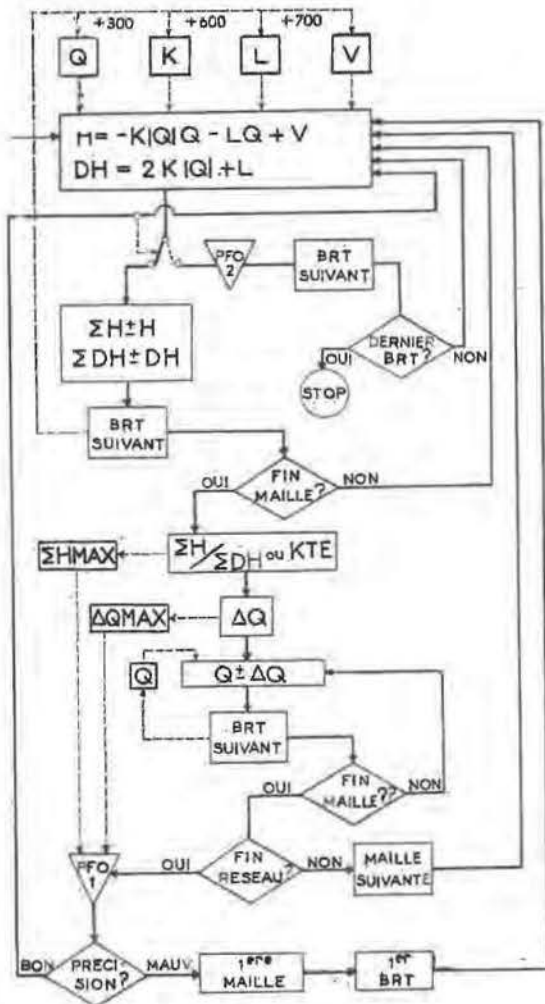 +300 +600 +700
Q K L V
H = -K|Q|Q - LQ + V
DH = 2K|Q|.+L
PFO 2
BRT SUIVANT
ΣH±H
ΣDH±DH
DERNIER BRT?
OUI NON
STOP
BRT SUIVANT
FIN MAILLE?
OUI NON
ΣHMAX
ΣH/ΣDH ou KTE
ΔQMAX
ΔQ
Q
Q±ΔQ
BRT SUIVANT
FIN MAILLE?
OUI NON
PFO 1
OUI
FIN RESEAU?
NON
MAILLE SUIVANTE
BON
PRECISION?
MAUV.
1ere MAILLE
1er BRT